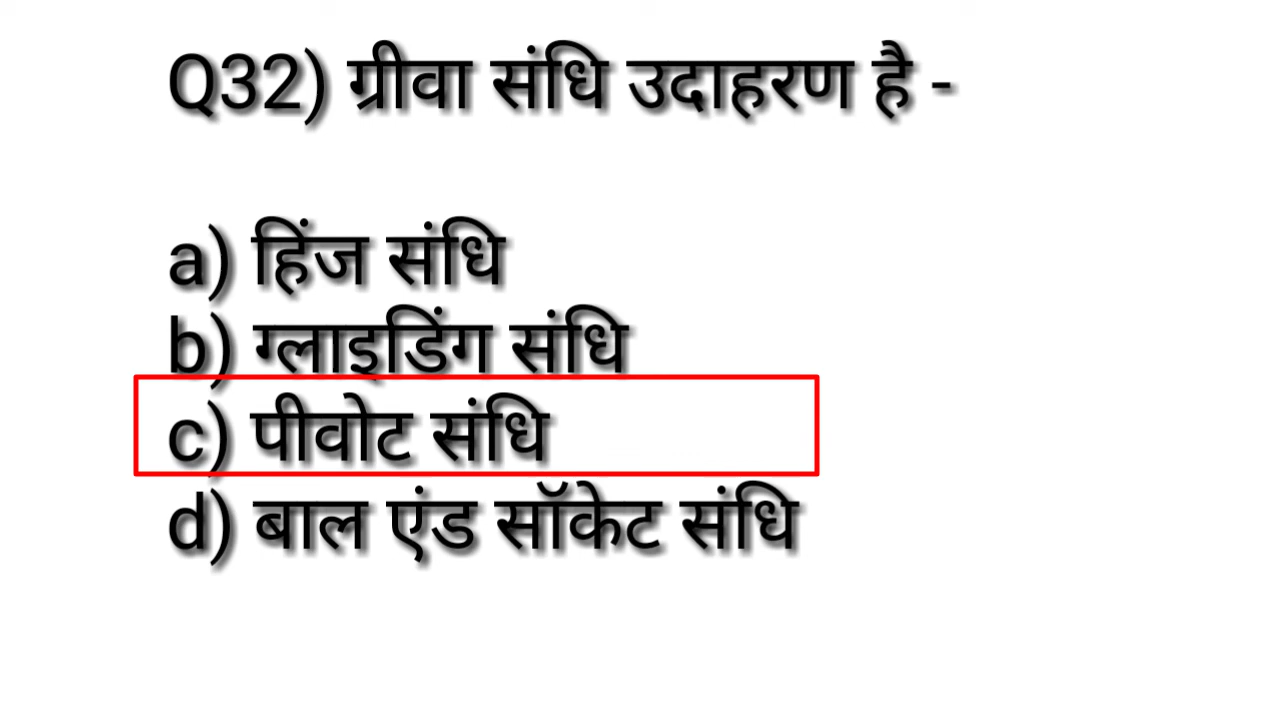 Q32) ग्रीवा संधि उदाहरण है -
a) हिंज संधि
b) ग्लाइडिंग संधि
c) पीवोट संधि
d) बाल एंड सॉकेट संधि